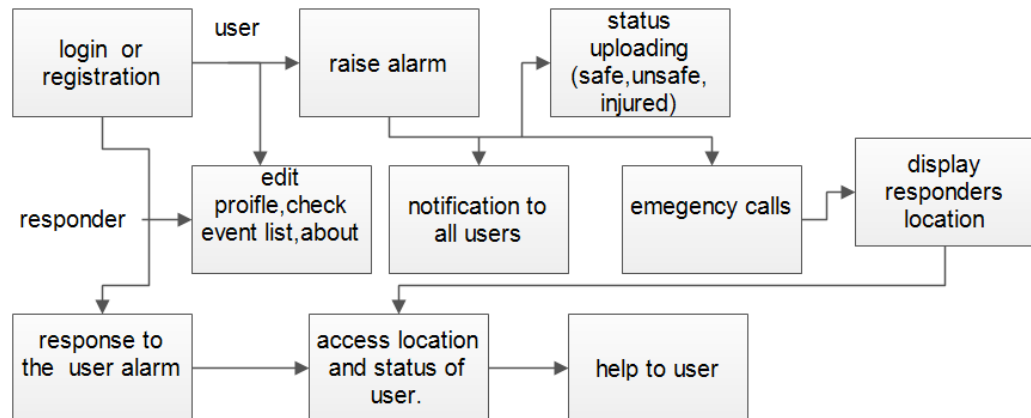 login or
registration
user
raise alarm
status
uploading
(safe,unsafe,
injured)
responder
edit
proifle,check
event list,about
notification to
all users
emegency calls
display
responders
location
response to
the user alarm
access location
and status of
user.
help to user